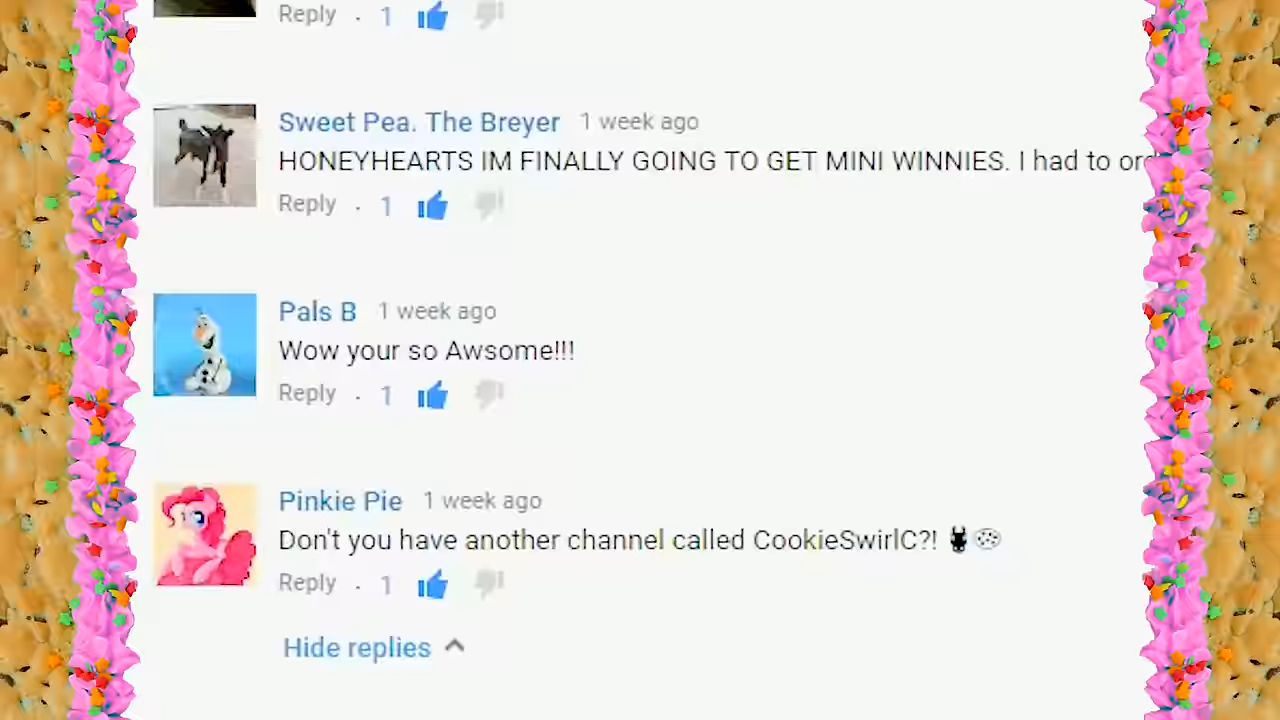 Reply . 1
Sweet Pea. The Breyer 1 week ago
HONEYHEARTS IM FINALLY GOING TO GET MINI WINNIES. I had to
Reply . 1
Pals B 1 week ago
Wow your so Awsome!!!
Reply . 1
Pinkie Pie 1 week ago
Don't you have another channel called CookieSwirlC?!
Reply . 1
Hide replies